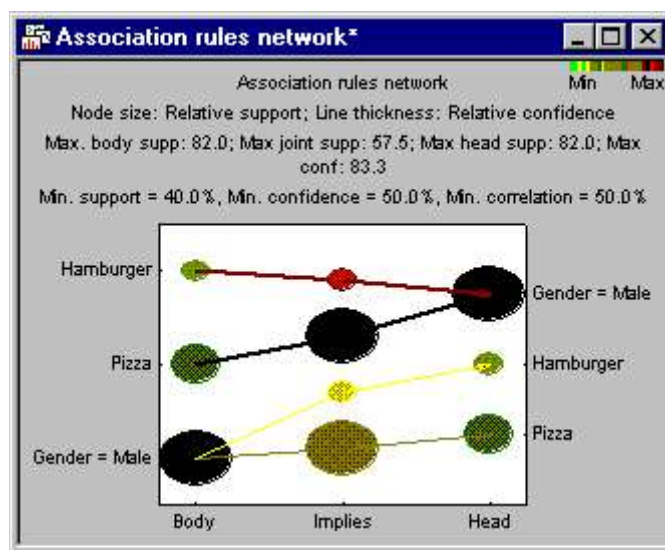 Association rules network*
Association rules network
Min Max
Node size: Relative support; Line thickness: Relative confidence
Max. body supp: 82.0; Max joint supp: 57.5; Max head supp: 82.0; Max
conf: 83.3
Min. support = 40.0%, Min. confidence = 50.0%, Min. correlation = 50.0%
Hamburger
Gender = Male
Pizza
Hamburger
Pizza
Gender = Male
Body Implies Head